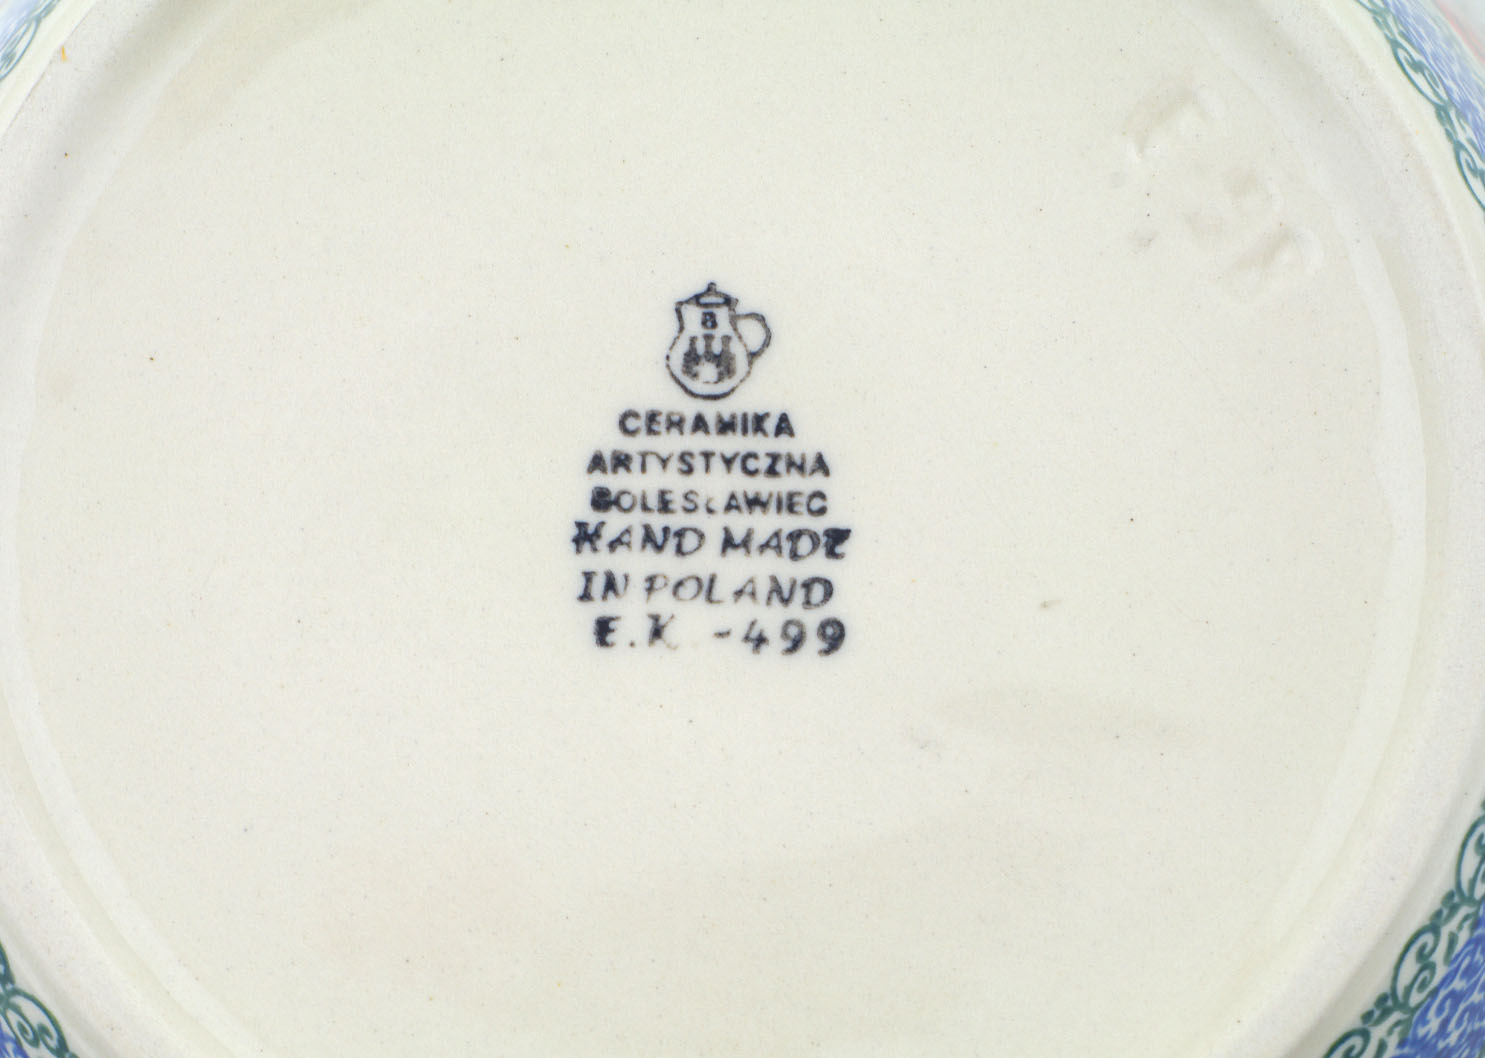 B
CERAMIKA
ARTYSTYCZNA
BOLESŁAWIEC
HAND MADE
IN POLAND
E.K. -499